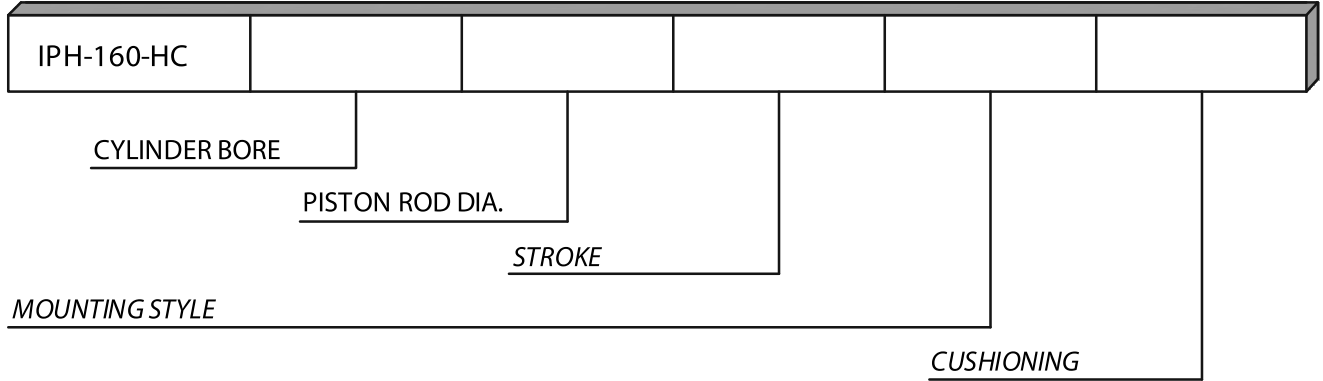 IPH-160-HC
CYLINDER BORE
PISTON ROD DIA.
STROKE
MOUNTING STYLE
CUSHIONING